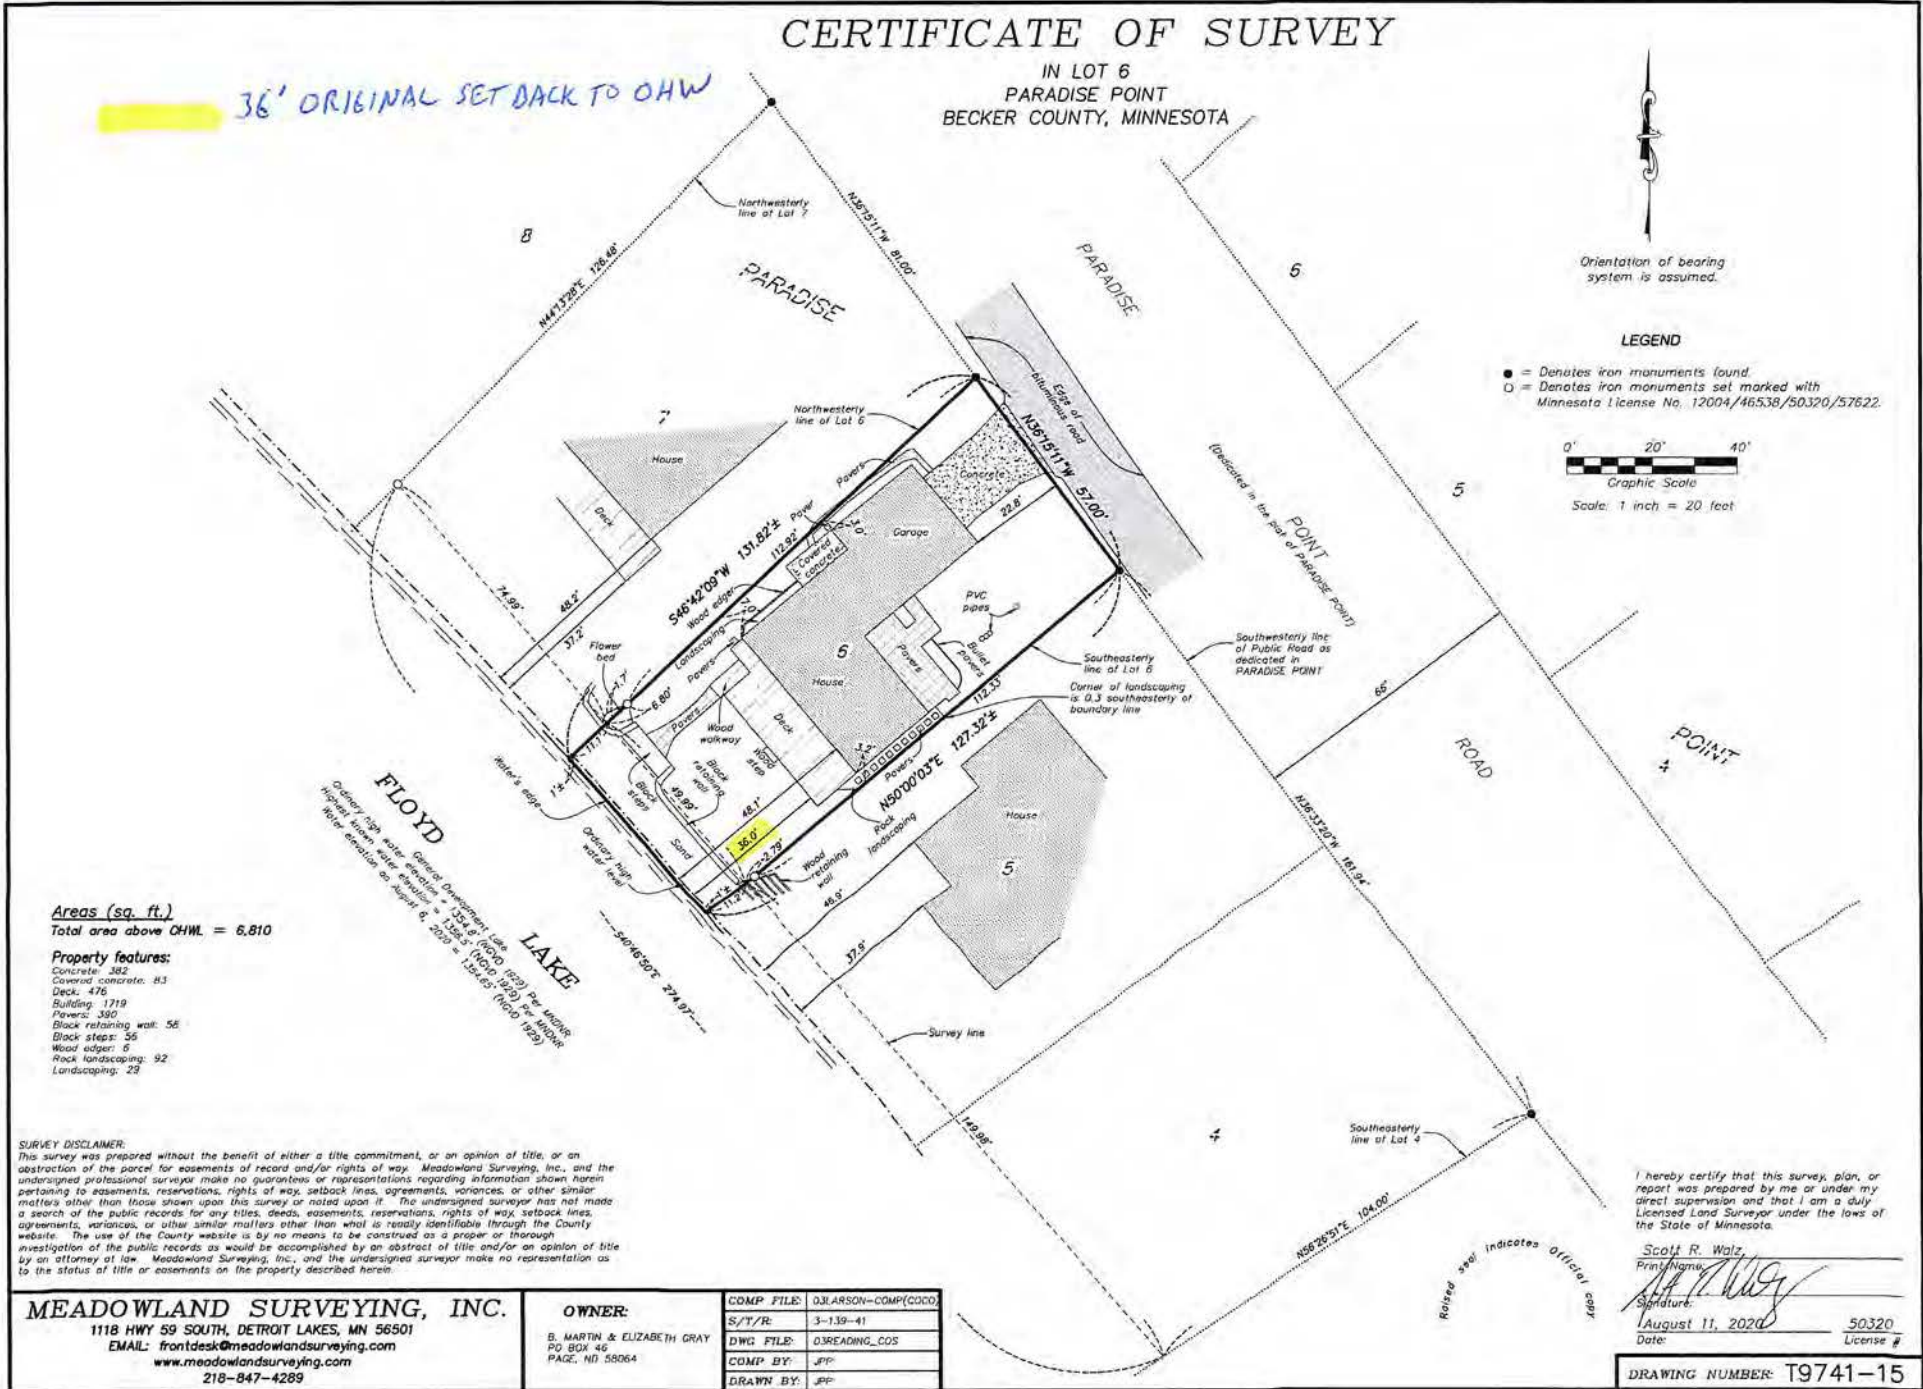 CERTIFICATE OF SURVEY
IN LOT 6
PARADISE POINT
BECKER COUNTY, MINNESOTA
36' ORIGINAL SETBACK TO OHW
Orientation of bearing
system is assumed.
LEGEND
● = Denotes iron monuments found.
○ = Denotes iron monuments set marked with
Minnesota License No. 12004/46538/50320/57622.
0' 20' 40'
Graphic Scale
Scale: 1 inch = 20 feet
Northwesterly
line of Lot 7
N36°15'11"W 81.00'
8
N44°13'28"E 126.48'
PARADISE
PARADISE
6
5
7
House
Deck
Northwesterly
line of Lot 6
Edge of
bituminous road
N36°15'11"W 57.00'
Concrete
22.8'
Pavers
Paver
3.0'
Garage
Covered
concrete
112.92'
S46°42'09"W 131.82'±
Wood edger
7.0'
Landscaping
Pavers
(Dedicated in the plat of PARADISE POINT)
POINT
PVC
pipes
Bullet
pavers
Pavers
6
House
74.99'
48.2'
37.2'
Flower
bed
1.7'
6.80'
Pavers
Wood
walkway
Deck
Wood
step
3.2'
Pavers
112.33'
N50°00'03"E 127.32'±
Southeasterly
line of Lot 6
Corner of landscaping
is 0.3 southeasterly of
boundary line
Southwesterly line
of Public Road as
dedicated in
PARADISE POINT
66'
ROAD
POINT
4
11.1'
1'±
Water's edge
Block
steps
Block
retaining
wall
49.99'
48.1'
36.0'
2.79'
Sand
Ordinary high
water level
1'±
11.2'
Wood
retaining
wall
Rock
landscaping
House
5
46.9'
37.9'
N36°33'20"W 161.94'
FLOYD
LAKE
General Development Lake
Ordinary high water elevation = 1354.8' (NGVD 1929) Per MNDNR
Highest known water elevation = 1356.5' (NGVD 1929) Per MNDNR
Water elevation on August 6, 2020 = 1354.65' (NGVD 1929)
S40°46'50"E 274.97'
Survey line
149.98'
4
Southeasterly
line of Lot 4
N56°26'51"E 104.00'
Areas (sq. ft.)
Total area above OHWL = 6,810
Property features:
Concrete: 382
Covered concrete: 83
Deck: 476
Building: 1719
Pavers: 390
Block retaining wall: 56
Block steps: 56
Wood edger: 6
Rock landscaping: 92
Landscaping: 29
SURVEY DISCLAIMER:
This survey was prepared without the benefit of either a title commitment, or an opinion of title, or an
abstraction of the parcel for easements of record and/or rights of way. Meadowland Surveying, Inc., and the
undersigned professional surveyor make no guarantees or representations regarding information shown herein
pertaining to easements, reservations, rights of way, setback lines, agreements, variances, or other similar
matters other than those shown upon this survey or noted upon it. The undersigned surveyor has not made
a search of the public records for any titles, deeds, easements, reservations, rights of way, setback lines,
agreements, variances, or other similar matters other than what is readily identifiable through the County
website. The use of the County website is by no means to be construed as a proper or thorough
investigation of the public records as would be accomplished by an abstract of title and/or an opinion of title
by an attorney at law. Meadowland Surveying, Inc., and the undersigned surveyor make no representation as
to the status of title or easements on the property described herein.
Raised seal indicates official copy
I hereby certify that this survey, plan, or
report was prepared by me or under my
direct supervision and that I am a duly
Licensed Land Surveyor under the laws of
the State of Minnesota.
Scott R. Walz,
Print Name:
Signature:
August 11, 2020 50320
Date: License #
MEADOWLAND SURVEYING, INC.
1118 HWY 59 SOUTH, DETROIT LAKES, MN 56501
EMAIL: frontdesk@meadowlandsurveying.com
www.meadowlandsurveying.com
218-847-4289
OWNER:
B. MARTIN & ELIZABETH GRAY
PO BOX 46
PAGE, ND 58064
COMP FILE: 03LARSON-COMP(COCO)
S/T/R: 3-139-41
DWG FILE: 03READING_COS
COMP BY: JPP
DRAWN BY: JPP
DRAWING NUMBER: T9741-15